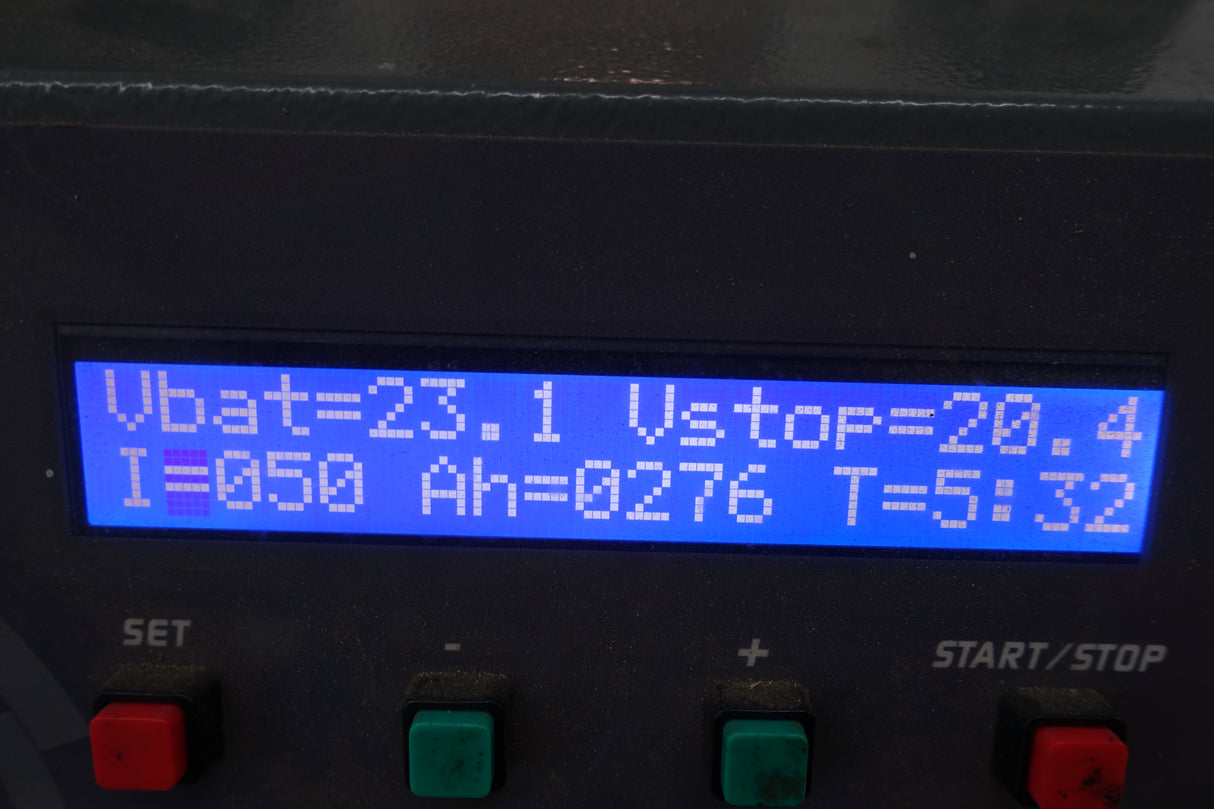 Vbat=23.1 Vstop=20.4
I=050 Ah=0276 T=5:32
SET - + START/STOP